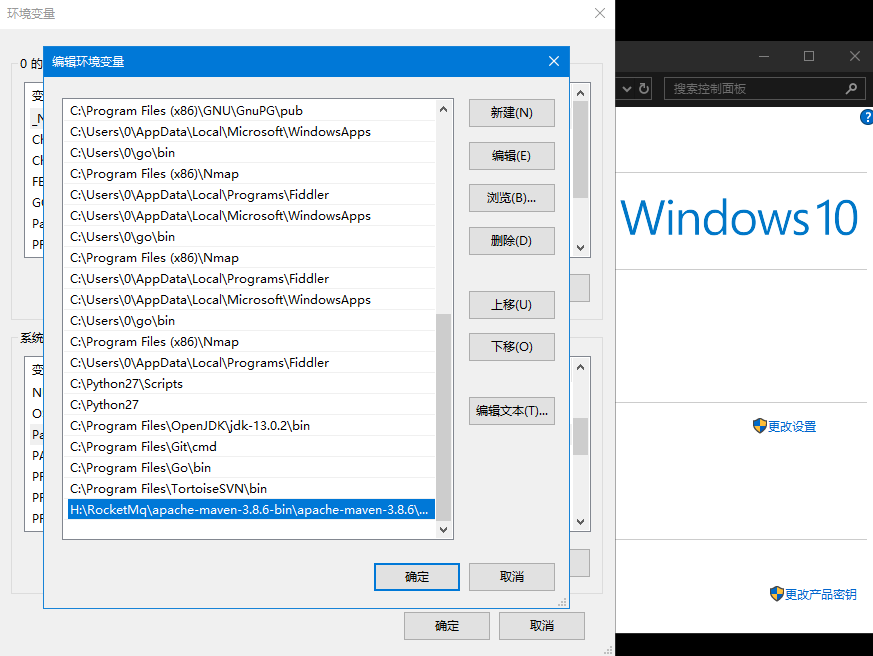 环境变量
0 的
变
_N
Ch
Ch
FE
GO
Pa
PF
编辑环境变量
C:\Program Files (x86)\GNU\GnuPG\pub
C:\Users\0\AppData\Local\Microsoft\WindowsApps
C:\Users\0\go\bin
C:\Program Files (x86)\Nmap
C:\Users\0\AppData\Local\Programs\Fiddler
C:\Users\0\AppData\Local\Microsoft\WindowsApps
C:\Users\0\go\bin
C:\Program Files (x86)\Nmap
C:\Users\0\AppData\Local\Programs\Fiddler
C:\Users\0\AppData\Local\Microsoft\WindowsApps
C:\Users\0\go\bin
C:\Program Files (x86)\Nmap
C:\Users\0\AppData\Local\Programs\Fiddler
C:\Python27\Scripts
C:\Python27
C:\Program Files\OpenJDK\jdk-13.0.2\bin
C:\Program Files\Git\cmd
C:\Program Files\Go\bin
C:\Program Files\TortoiseSVN\bin
H:\RocketMq\apache-maven-3.8.6-bin\apache-maven-3.8.6\...
新建(N)
编辑(E)
浏览(B)...
删除(D)
上移(U)
下移(O)
编辑文本(T)...
确定
取消
系统
变
Pa
PA
确定
取消
搜索控制面板
?
Windows 10
更改设置
更改产品密钥